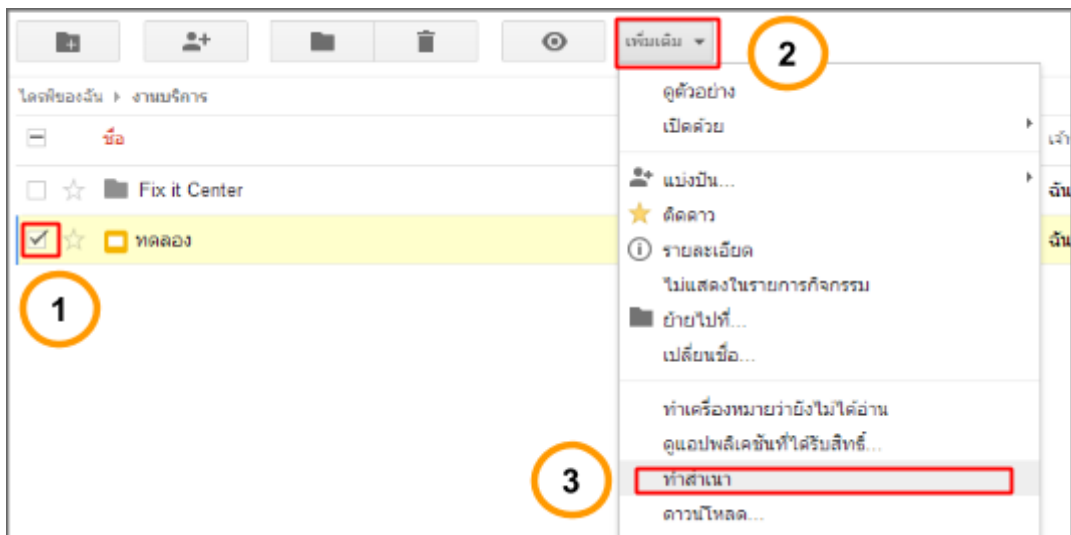 เพิ่มเติม
2
ไดรฟ์ของฉัน งานบริการ
ชื่อ
Fix it Center
ฉัน
ทดลอง
ฉัน
1
ดูตัวอย่าง
เปิดด้วย
แบ่งปัน...
ติดดาว
รายละเอียด
ไม่แสดงในรายการกิจกรรม
ย้ายไปที่...
เปลี่ยนชื่อ...
ทำเครื่องหมายว่ายังไม่ได้อ่าน
ดูแอปพลิเคชันที่ได้รับสิทธิ์...
3
ทำสำเนา
ดาวน์โหลด...